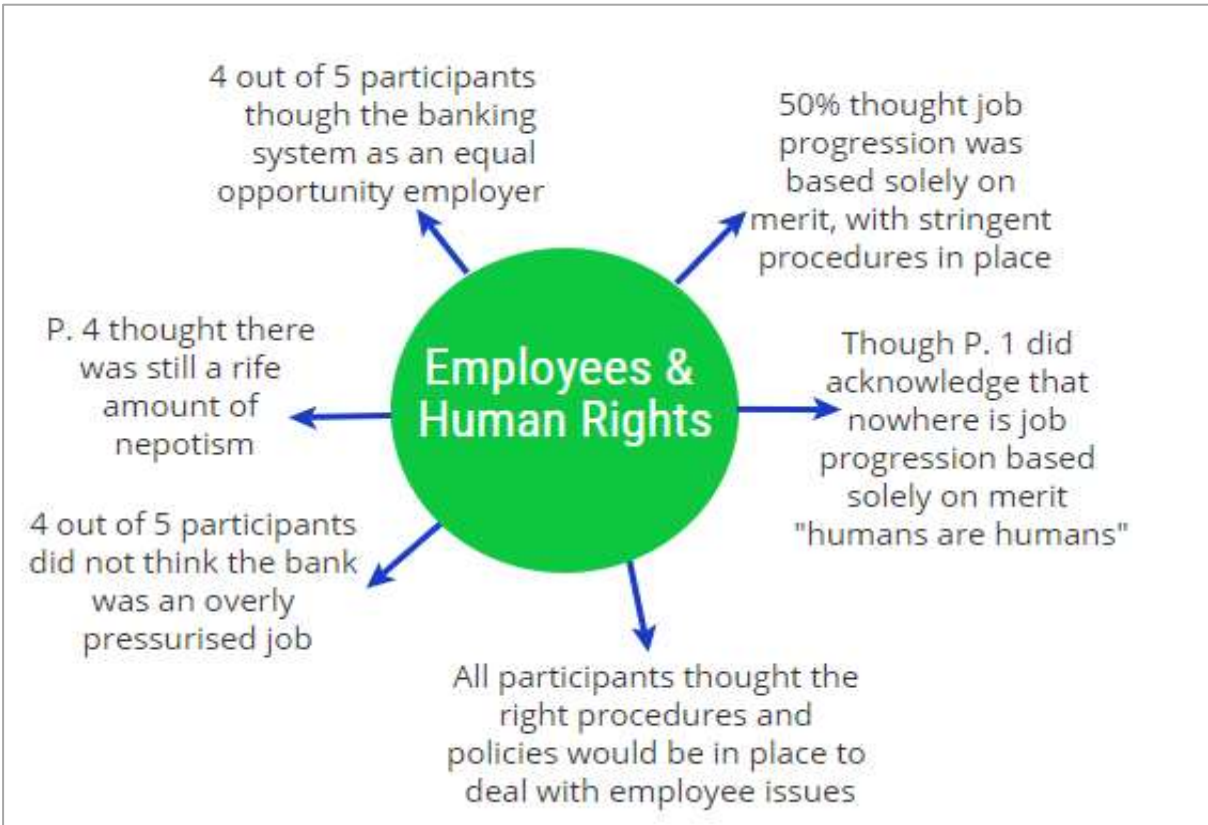 4 out of 5 participants
though the banking
system as an equal
opportunity employer
50% thought job
progression was
based solely on
merit, with stringent
procedures in place
P. 4 thought there
was still a rife
amount of
nepotism
Employees &
Human Rights
Though P. 1 did
acknowledge that
nowhere is job
progression based
solely on merit
"humans are humans"
4 out of 5 participants
did not think the bank
was an overly
pressurised job
All participants thought the
right procedures and
policies would be in place to
deal with employee issues